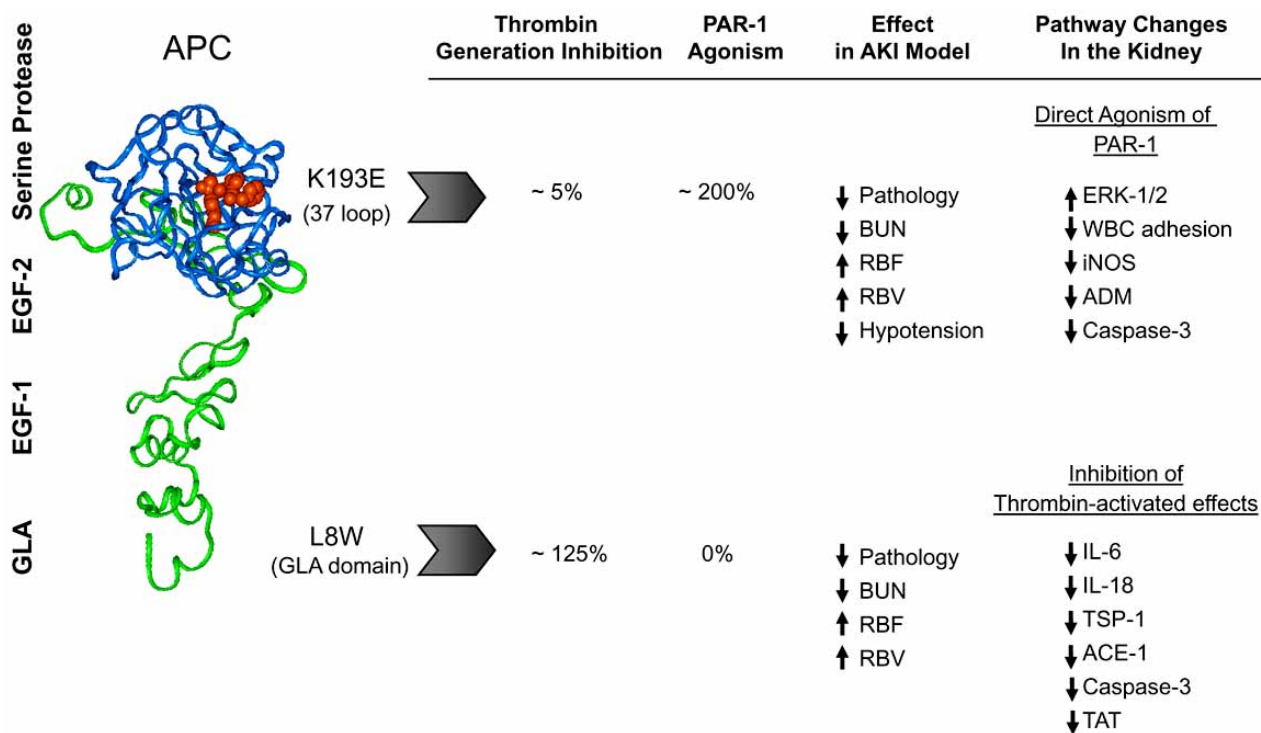 APC
Thrombin
Generation Inhibition
PAR-1
Agonism
Effect
in AKI Model
Pathway Changes
In the Kidney
Serine Protease
EGF-2
EGF-1
GLA
K193E
(37 loop)
~ 5%
~ 200%
↓ Pathology
↓ BUN
↑ RBF
↑ RBV
↓ Hypotension
Direct Agonism of
PAR-1
↑ ERK-1/2
↓ WBC adhesion
↓ iNOS
↓ ADM
↓ Caspase-3
L8W
(GLA domain)
~ 125%
0%
↓ Pathology
↓ BUN
↑ RBF
↑ RBV
Inhibition of
Thrombin-activated effects
↓ IL-6
↓ IL-18
↓ TSP-1
↓ ACE-1
↓ Caspase-3
↓ TAT